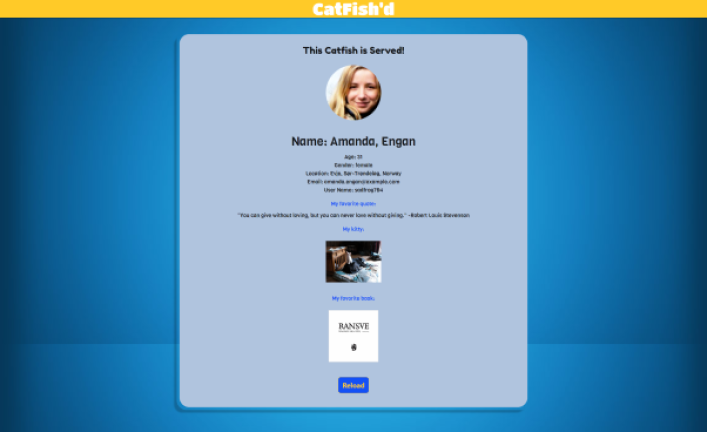 CatFish'd
This Catfish is Served!
Name: Amanda, Engan
Age: 31
Gender: female
Location: Sør-Trøndelag, Norway
Email: amanda.engan@example.com
User Name: sadfrog784
My favorite quote:
"You can give without loving, but you can never love without giving." -Robert Louis Stevenson
My kitty:
My favorite book:
BANSVE
Reload